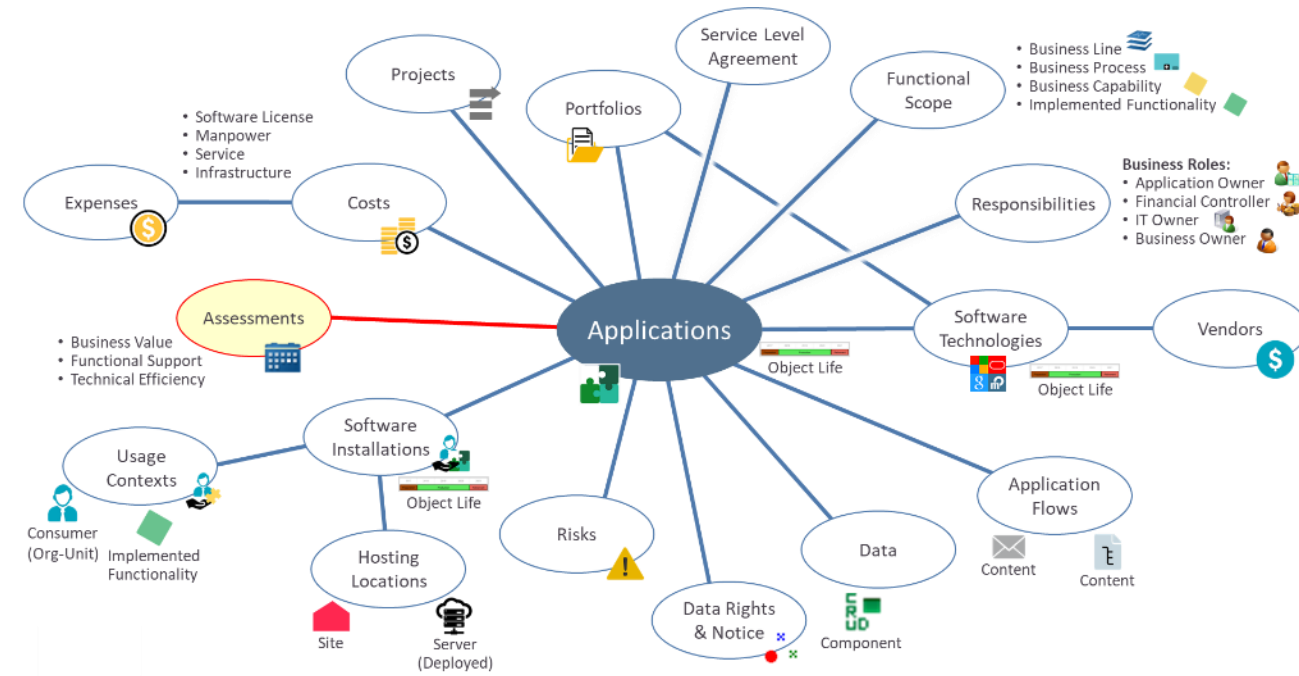 Projects
Portfolios
Service Level
Agreement
Functional
Scope
• Business Line
• Business Process
• Business Capability
• Implemented Functionality
• Software License
• Manpower
• Service
• Infrastructure
Expenses
Costs
Responsibilities
Business Roles:
• Application Owner
• Financial Controller
• IT Owner
• Business Owner
Assessments
• Business Value
• Functional Support
• Technical Efficiency
Applications
Object Life
Software
Technologies
Object Life
Vendors
Software
Installations
Object Life
Usage
Contexts
Consumer
(Org-Unit)
Implemented
Functionality
Hosting
Locations
Site
Server
(Deployed)
Risks
Data Rights
& Notice
Data
CRUD
Component
Application
Flows
Content
Content